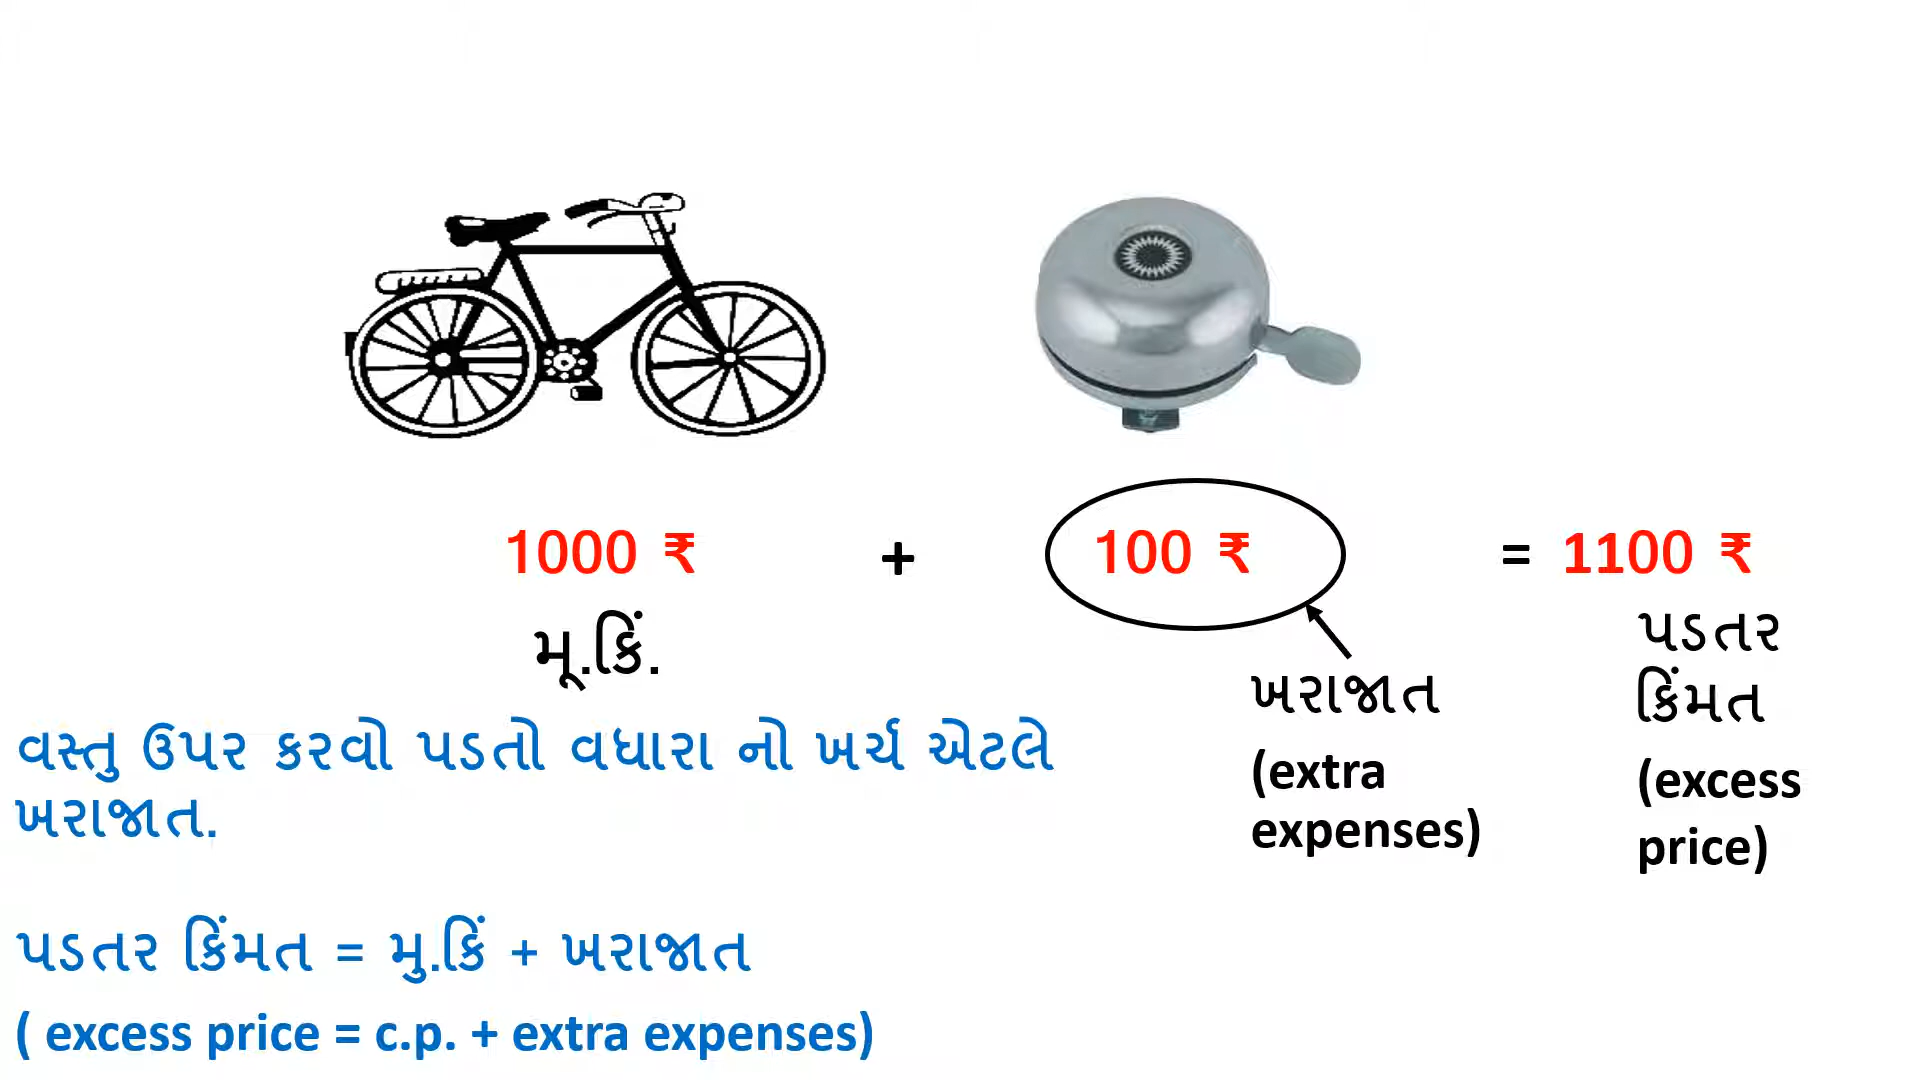 1000 ₹ + 100 ₹ = 1100 ₹
મૂ.કિં.
ખરાજાત
(extra
expenses)
પડતર
કિંમત
(excess
price)
વસ્તુ ઉપર કરવો પડતો વધારા નો ખર્ચ એટલે
ખરાજાત.
પડતર કિંમત = મુ.કિં + ખરાજાત
( excess price = c.p. + extra expenses)